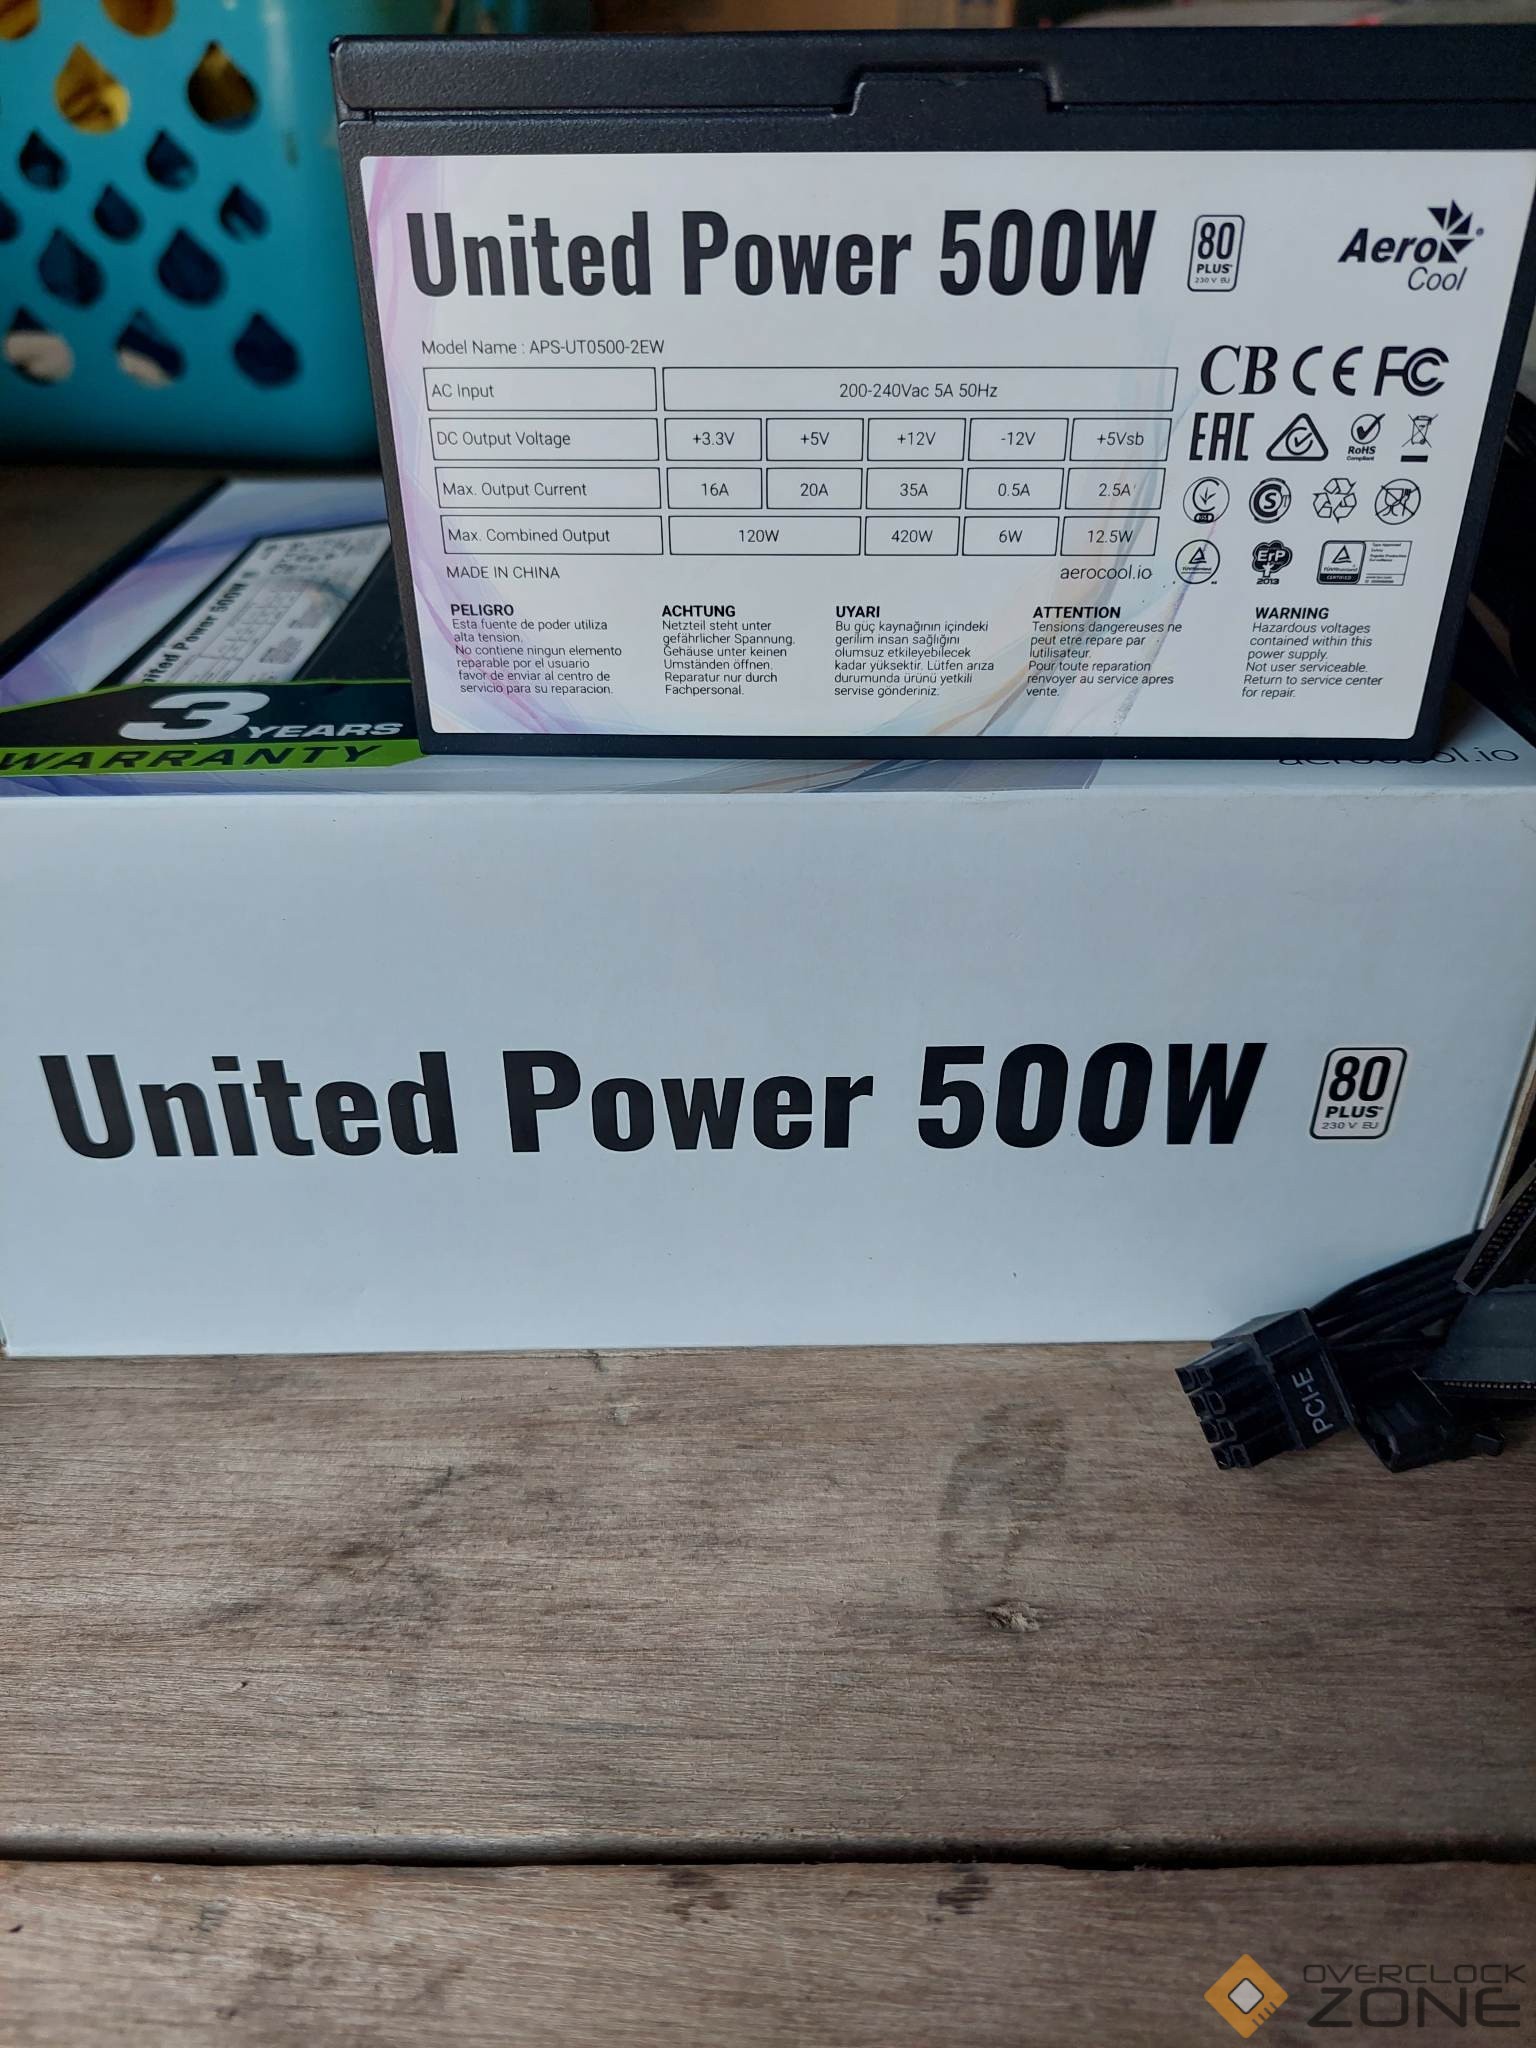 United Power 500W
80
PLUS
230 V EU
Aero
Cool
Model Name : APS-UT0500-2EW
AC Input 200-240Vac 5A 50Hz
DC Output Voltage +3.3V +5V +12V -12V +5Vsb
Max. Output Current 16A 20A 35A 0.5A 2.5A
Max. Combined Output 120W 420W 6W 12.5W
MADE IN CHINA
aerocool.io
CB CE FC
EAC
RoHS
Compliant
ErP
2013
PELIGRO
Esta fuente de poder utiliza
alta tension.
No contiene ningun elemento
reparable por el usuario
favor de enviar al centro de
servicio para su reparacion.
ACHTUNG
Netzteil steht unter
gefährlicher Spannung.
Gehäuse unter keinen
Umständen öffnen.
Reparatur nur durch
Fachpersonal.
UYARI
Bu güç kaynağının içindeki
gerilim insan sağlığını
olumsuz etkileyebilecek
kadar yüksektir. Lütfen arıza
durumunda ürünü yetkili
servise gönderiniz.
ATTENTION
Tensions dangereuses ne
peut etre repare par
lutilisateur.
Pour toute reparation
renvoyer au service apres
vente.
WARNING
Hazardous voltages
contained within this
power supply.
Not user serviceable.
Return to service center
for repair.
United Power 500W
3 YEARS
WARRANTY
aerocool.io
United Power 500W
80
PLUS
230 V EU
PCI-E
OVERCLOCK
ZONE